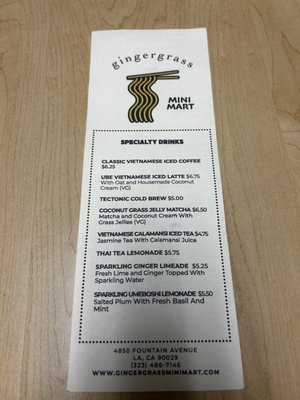 gingergrass
MINI
MART
SPECIALTY DRINKS
CLASSIC VIETNAMESE ICED COFFEE
$6.25
UBE VIETNAMESE ICED LATTE $6.75
With Oat and Housemade Coconut
Cream (VG)
TECTONIC COLD BREW $5.00
COCONUT GRASS JELLY MATCHA $6.50
Matcha and Coconut Cream With
Grass Jellies (VG)
VIETNAMESE CALAMANSI ICED TEA $4.75
Jasmine Tea With Calamansi Juice
THAI TEA LEMONADE $5.75
SPARKLING GINGER LIMEADE $5.25
Fresh Lime and Ginger Topped With
Sparkling Water
SPARKLING UMEBOSHI LEMONADE $5.50
Salted Plum With Fresh Basil And
Mint
4850 FOUNTAIN AVENUE
LA, CA 90029
(323) 486-7146
WWW.GINGERGRASSMINIMART.COM